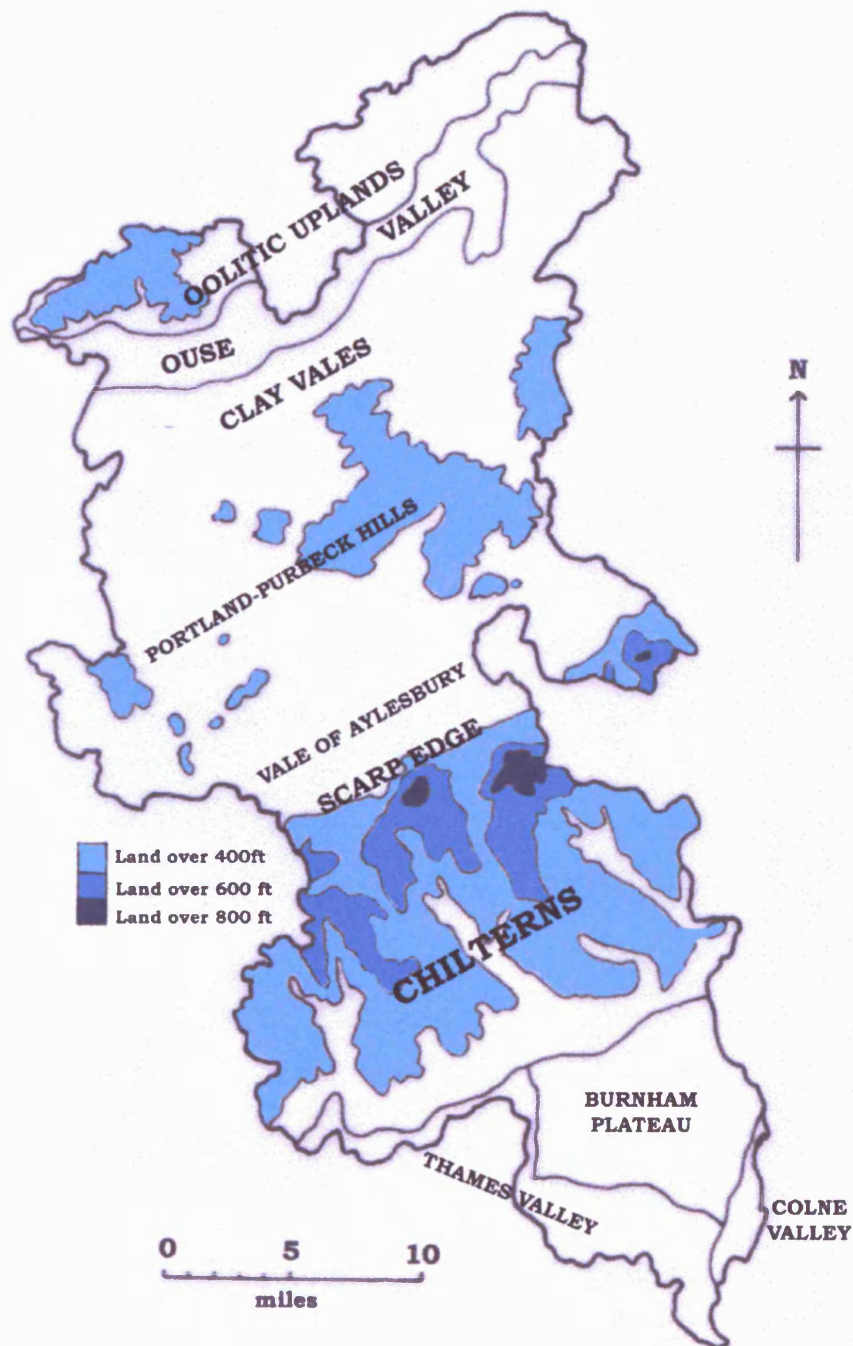 OOLITIC UPLANDS
VALLEY
OUSE
CLAY VALES
N
PORTLAND-PURBECK HILLS
VALE OF AYLESBURY
SCARP EDGE
Land over 400ft
Land over 600 ft
Land over 800 ft
CHILTERNS
BURNHAM
PLATEAU
THAMES VALLEY
COLNE
VALLEY
0 5 10
miles